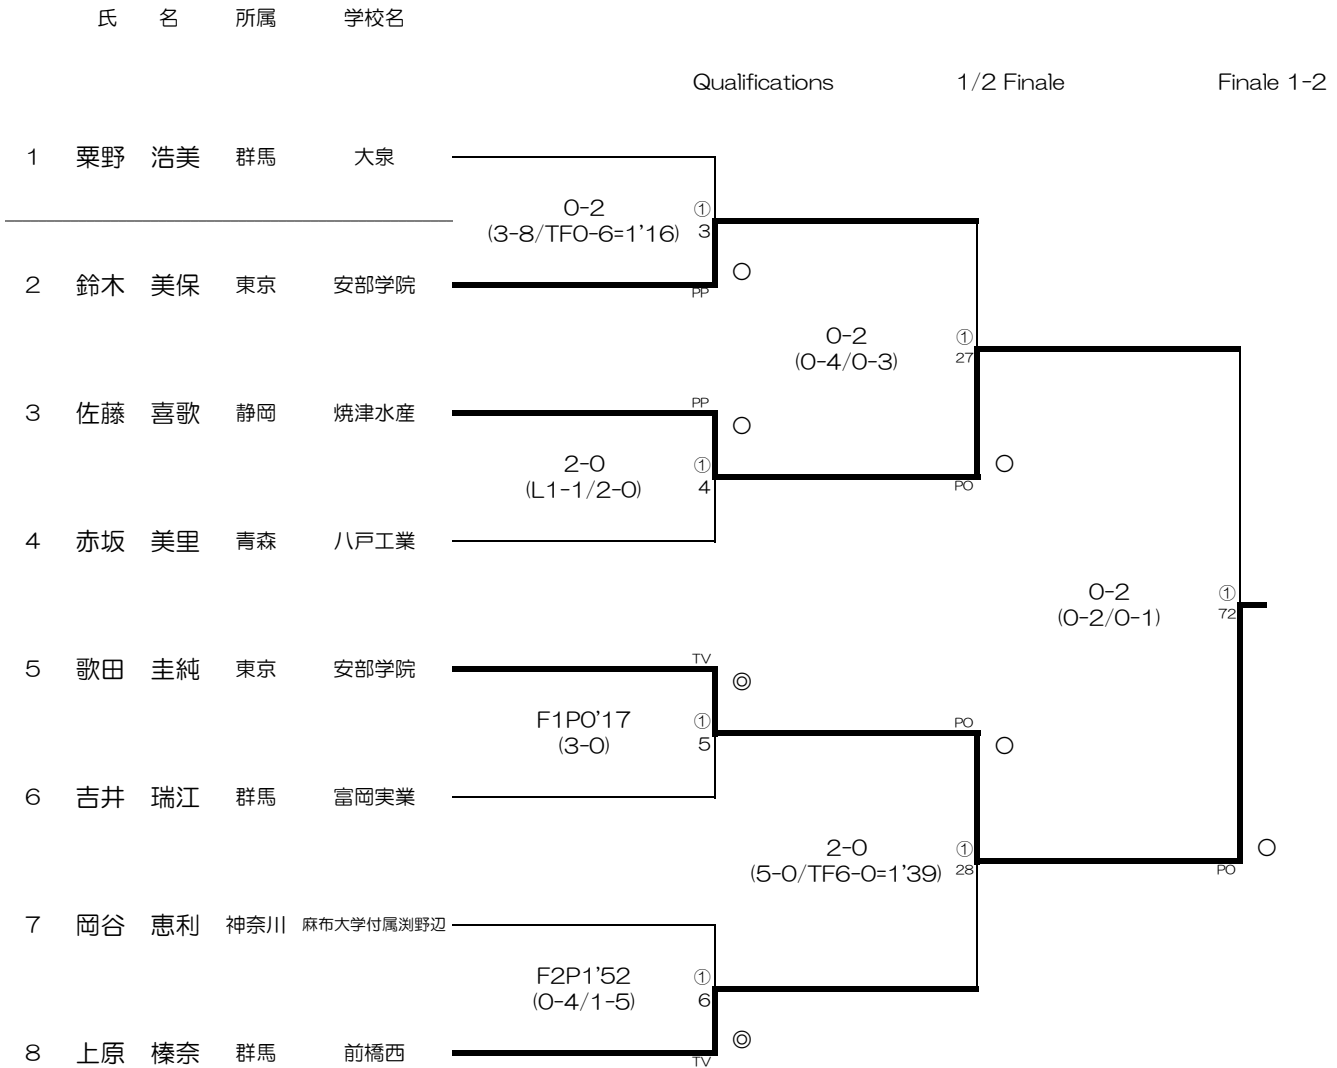 氏 名 所属 学校名
Qualifications 1/2 Finale Finale 1-2
1 粟野 浩美 群馬 大泉
0-2 ①
(3-8/TF0-6=1'16) 3
○
2 鈴木 美保 東京 安部学院
PP
0-2 ①
(0-4/0-3) 27
PP
3 佐藤 喜歌 静岡 焼津水産
○
2-0 ① ○
(L1-1/2-0) 4 PO
4 赤坂 美里 青森 八戸工業
0-2 ①
(0-2/0-1) 72
TV
5 歌田 圭純 東京 安部学院
◎
F1P0'17 ① PO
(3-0) 5 ○
6 吉井 瑞江 群馬 富岡実業
2-0 ① ○
(5-0/TF6-0=1'39) 28 PO
7 岡谷 恵利 神奈川 麻布大学付属渕野辺
F2P1'52 ①
(0-4/1-5) 6
◎
8 上原 榛奈 群馬 前橋西
TV